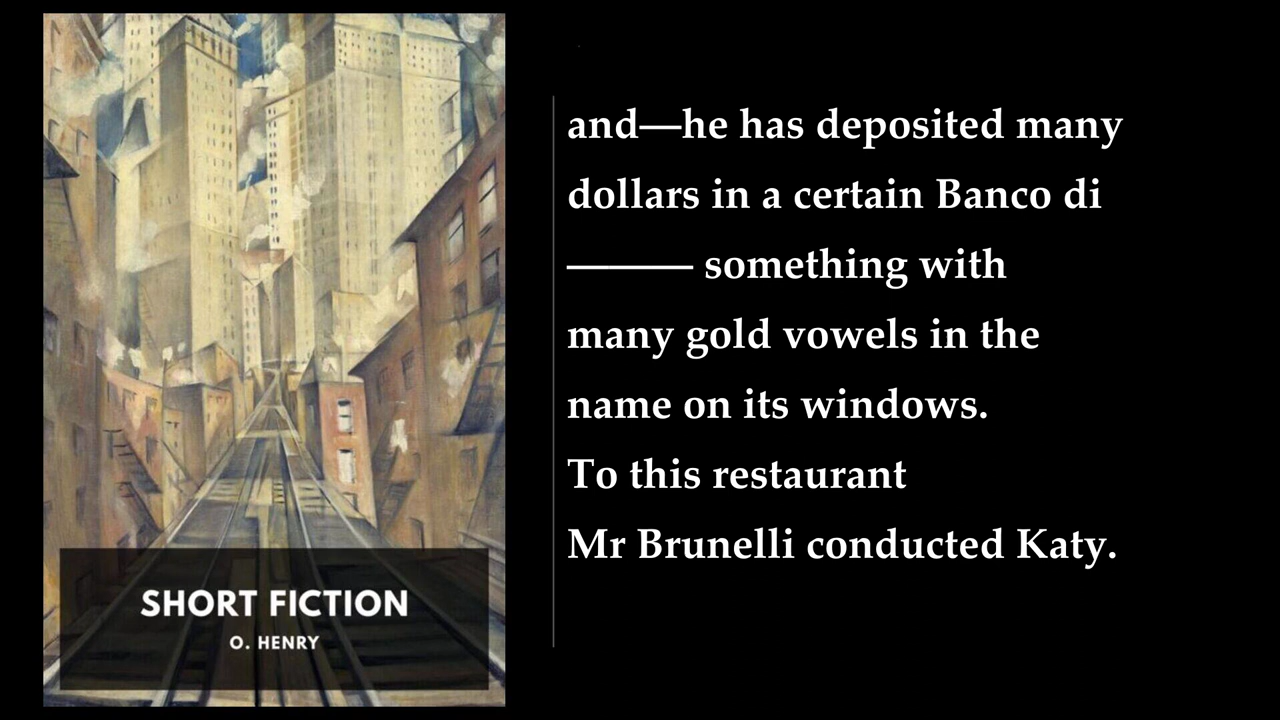 SHORT FICTION
O. HENRY
and—he has deposited many
dollars in a certain Banco di
——— something with
many gold vowels in the
name on its windows.
To this restaurant
Mr Brunelli conducted Katy.